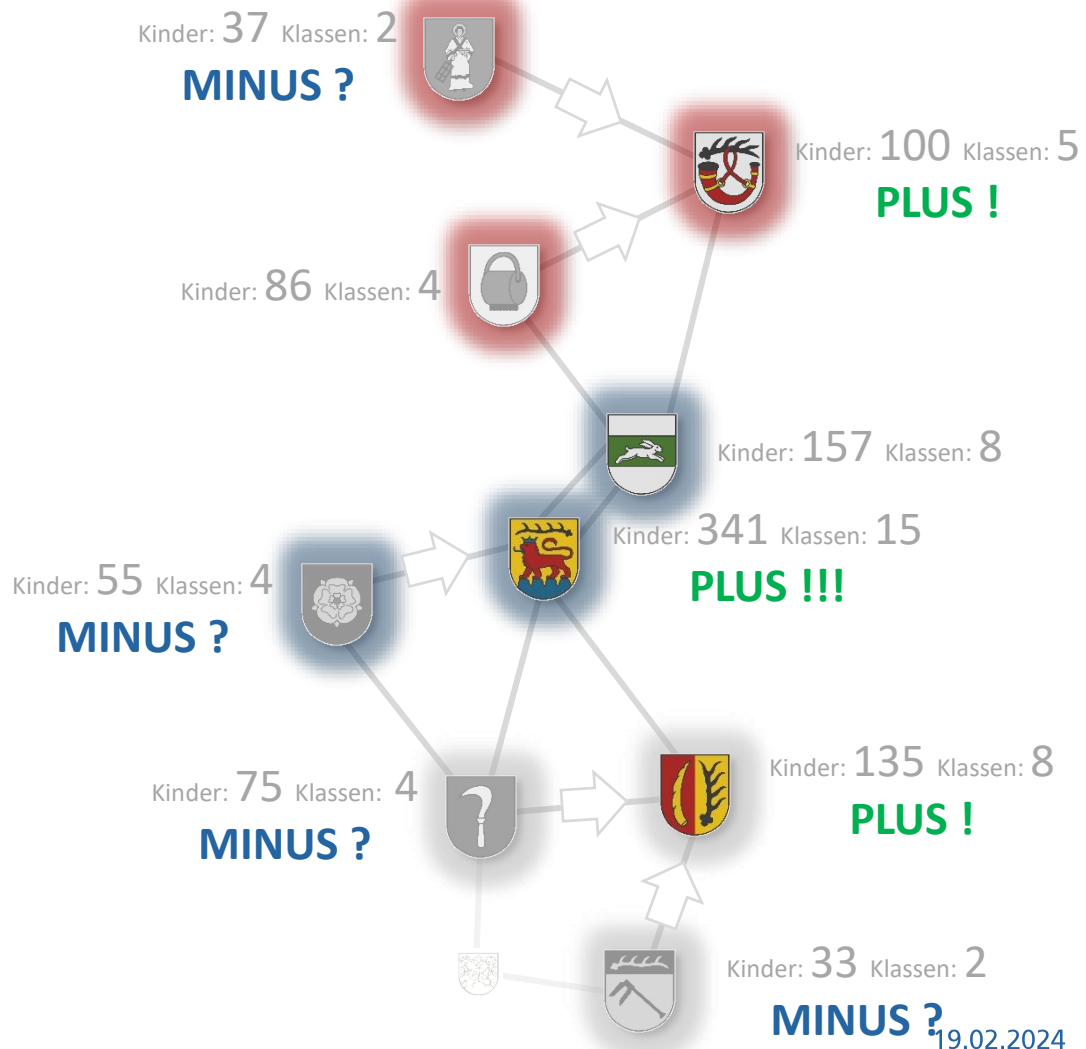 Kinder: 37 Klassen: 2
MINUS ?
Kinder: 100 Klassen: 5
PLUS !
Kinder: 86 Klassen: 4
Kinder: 157 Klassen: 8
Kinder: 341 Klassen: 15
PLUS !!!
Kinder: 55 Klassen: 4
MINUS ?
Kinder: 75 Klassen: 4
MINUS ?
Kinder: 135 Klassen: 8
PLUS !
Kinder: 33 Klassen: 2
MINUS ?
19.02.2024